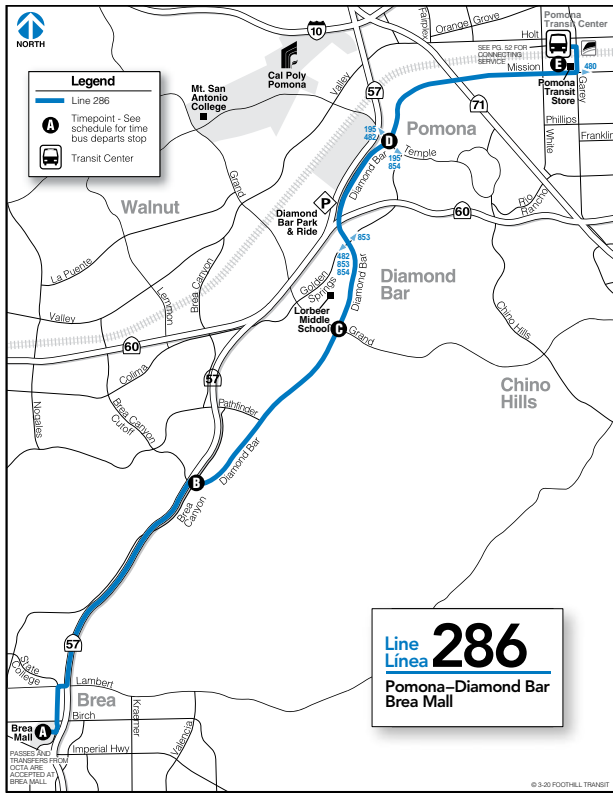 NORTH
Legend
Line 286
A
Timepoint - See
schedule for time
bus departs stop
Transit Center
10
Cal Poly
Pomona
Mt. San
Antonio
College
Valley
Fairplex
Orange Grove
Pomona
Transit Center
Holt
SEE PG. 52 FOR
CONNECTING
SERVICE
E
Mission
480
Pomona
Transit
Store
Garey
Phillips
Franklin
White
57
71
195
482
D
Pomona
Temple
195
854
Diamond Bar
Grand
P
Diamond
Bar Park
& Ride
Rio
Rancho
60
Walnut
853
482
853
854
Diamond
Bar
Diamond Bar
Golden
Springs
Lorbeer
Middle
School
C
Grand
La Puente
Lemmon
Brea Canyon
Valley
60
Colima
57
Chino Hills
Chino
Hills
Nogales
Brea Canyon
Cutoff
Pathfinder
Diamond Bar
B
Brea
Canyon
57
State
College
Lambert
Brea
Birch
Kraemer
Valencia
Brea
Mall
A
Imperial Hwy
PASSES AND
TRANSFERS FROM
OCTA ARE
ACCEPTED AT
BREA MALL
Line
Línea
286
Pomona–Diamond Bar
Brea Mall
© 3-20 FOOTHILL TRANSIT